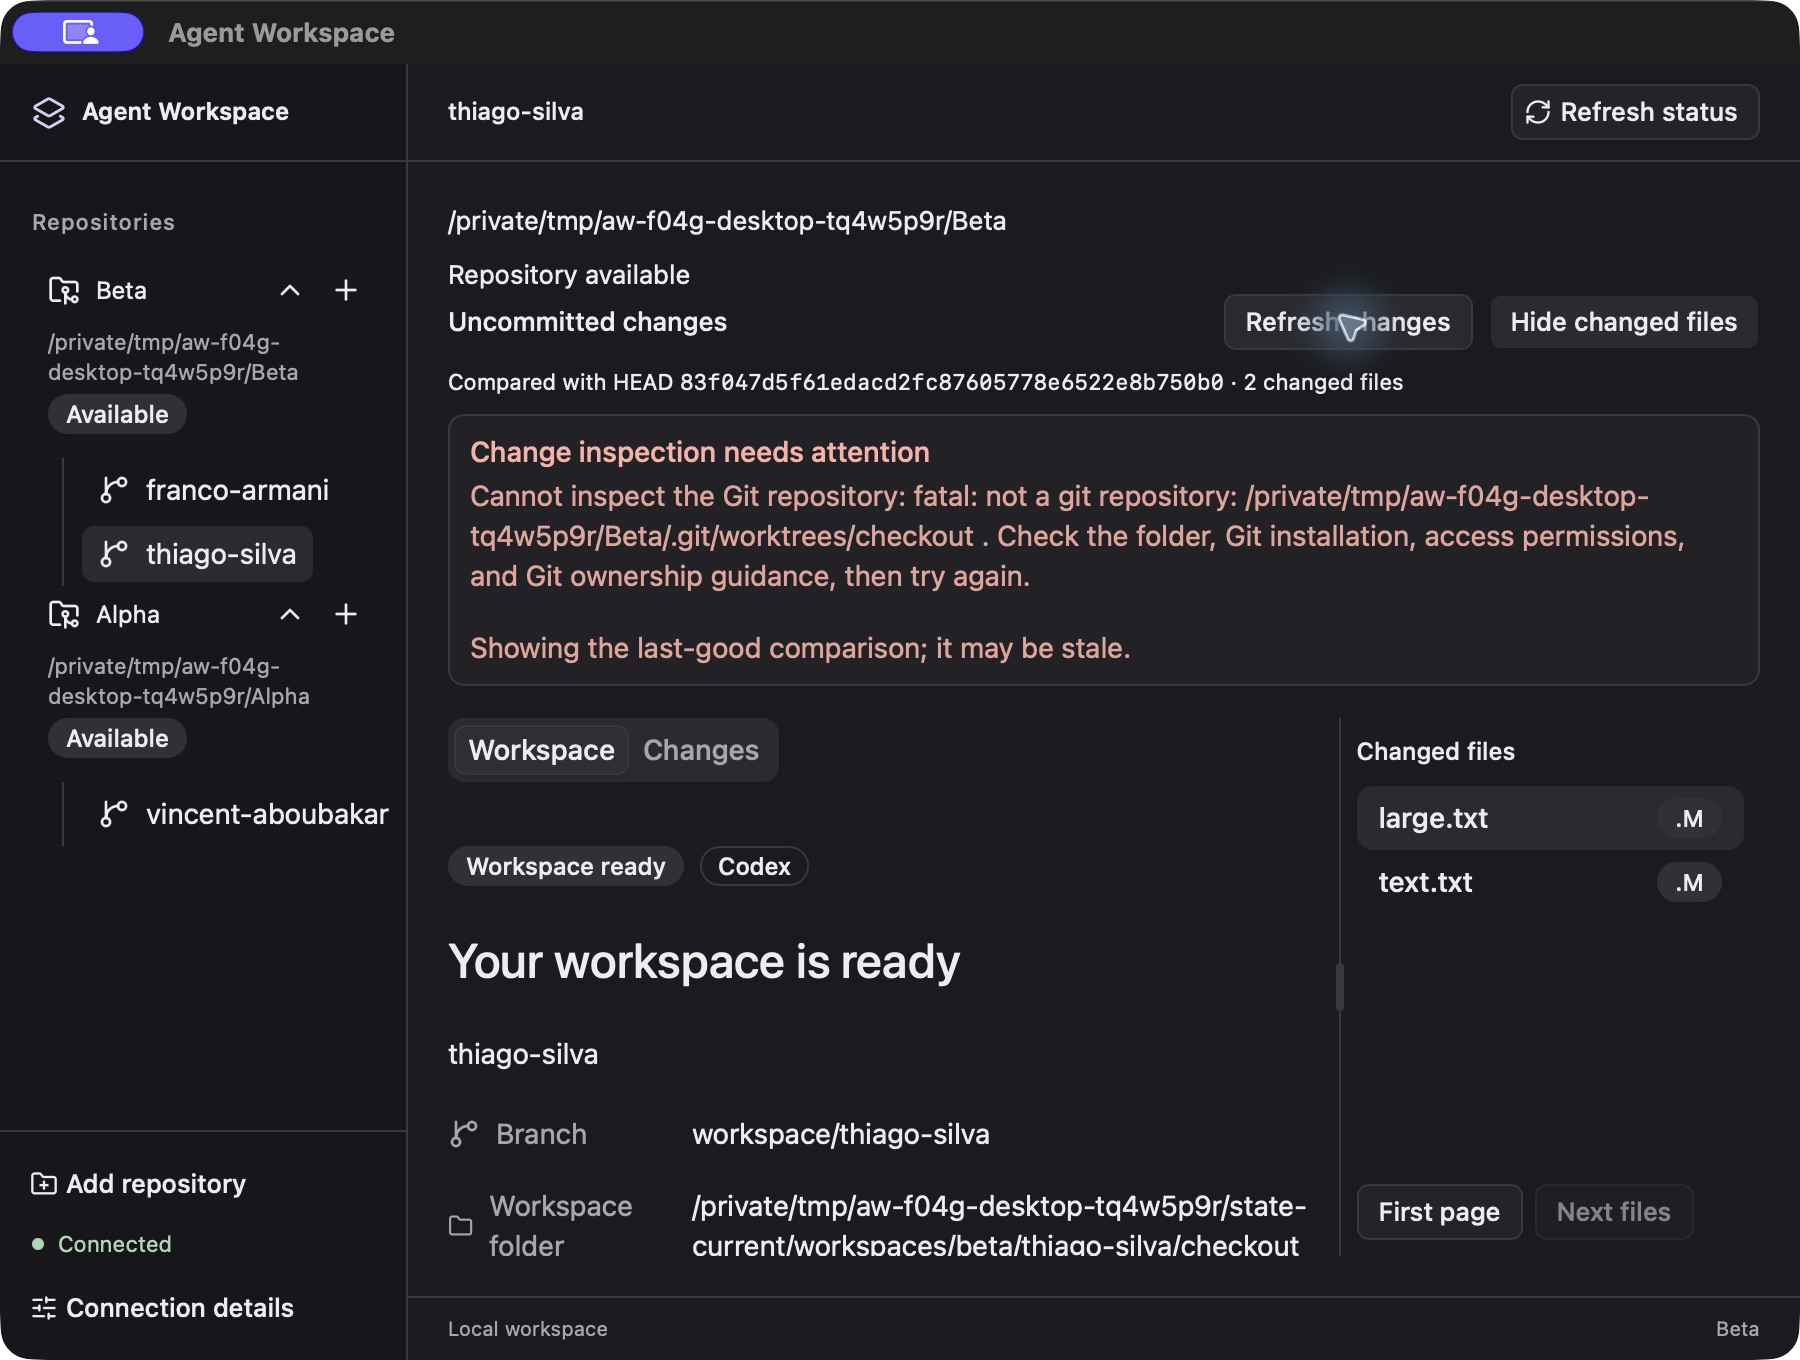 Agent Workspace
Agent Workspace
Repositories
Beta
/private/tmp/aw-f04g-
desktop-tq4w5p9r/Beta
Available
franco-armani
thiago-silva
Alpha
/private/tmp/aw-f04g-
desktop-tq4w5p9r/Alpha
Available
vincent-aboubakar
Add repository
Connected
Connection details
thiago-silva
Refresh status
/private/tmp/aw-f04g-desktop-tq4w5p9r/Beta
Repository available
Uncommitted changes
Refresh changes
Hide changed files
Compared with HEAD 83f047d5f61edacd2fc87605778e6522e8b750b0 · 2 changed files
Change inspection needs attention
Cannot inspect the Git repository: fatal: not a git repository: /private/tmp/aw-f04g-desktop-
tq4w5p9r/Beta/.git/worktrees/checkout . Check the folder, Git installation, access permissions,
and Git ownership guidance, then try again.
Showing the last-good comparison; it may be stale.
Workspace
Changes
Workspace ready
Codex
Your workspace is ready
thiago-silva
Branch
workspace/thiago-silva
Workspace
folder
/private/tmp/aw-f04g-desktop-tq4w5p9r/state-
current/workspaces/beta/thiago-silva/checkout
Changed files
large.txt .M
text.txt .M
First page
Next files
Local workspace
Beta